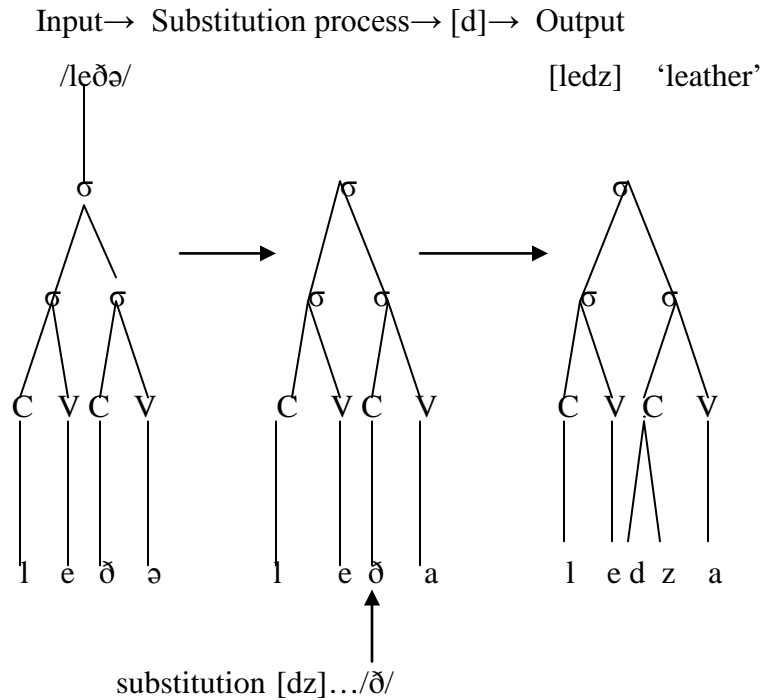 Input→ Substitution process→ [d]→ Output
/leðə/ [ledz] ‘leather’
σ σ σ
σ σ σ σ σ σ
C V C V C V C V C V C V
l e ð ə l e ð a l e d z a
substitution [dz]…/ð/